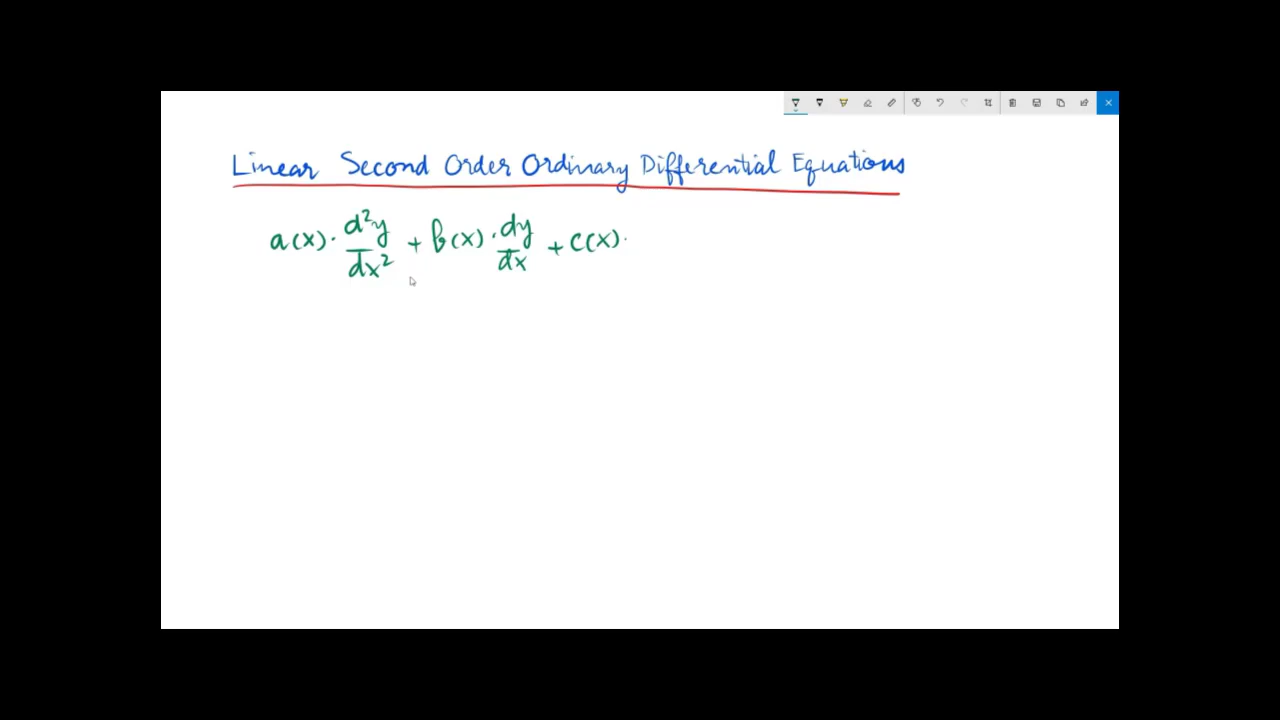 Linear Second Order Ordinary Differential Equations
a(x) · d²y/dx² + b(x) · dy/dx + c(x) ·